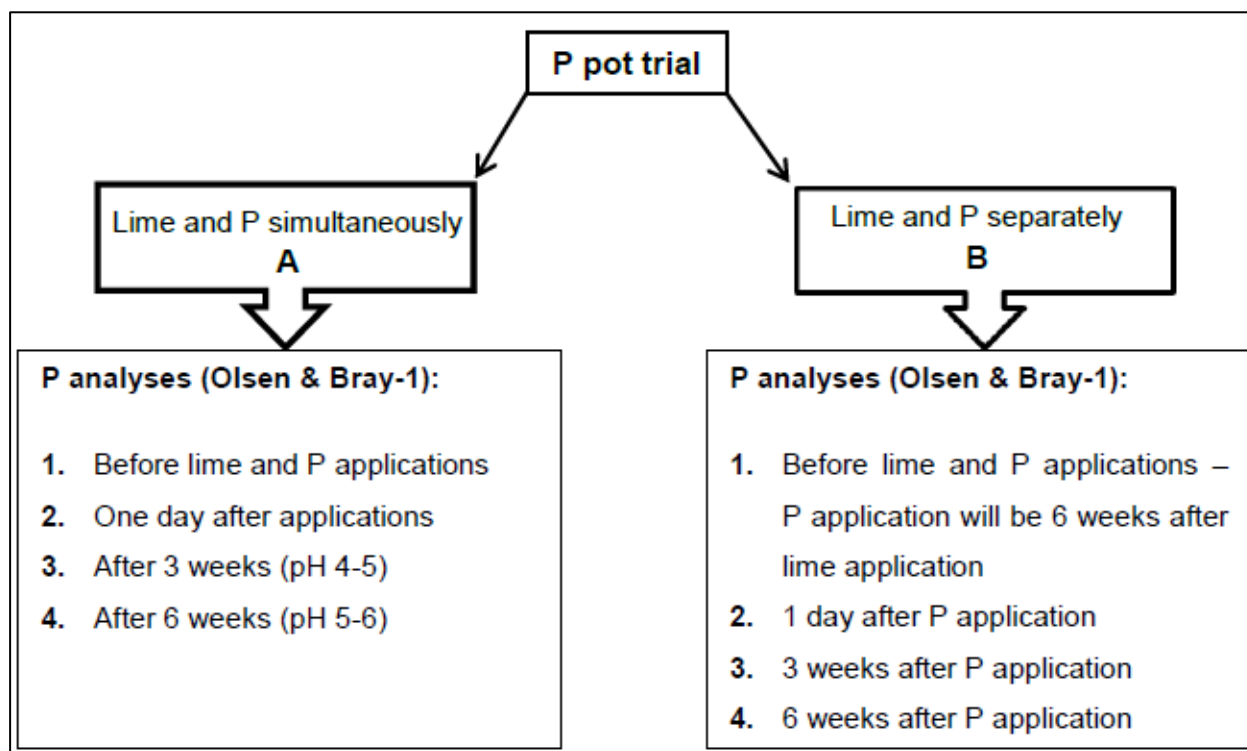 P pot trial
Lime and P simultaneously
A
Lime and P separately
B
P analyses (Olsen & Bray-1):
1. Before lime and P applications
2. One day after applications
3. After 3 weeks (pH 4-5)
4. After 6 weeks (pH 5-6)
P analyses (Olsen & Bray-1):
1. Before lime and P applications –
P application will be 6 weeks after
lime application
2. 1 day after P application
3. 3 weeks after P application
4. 6 weeks after P application